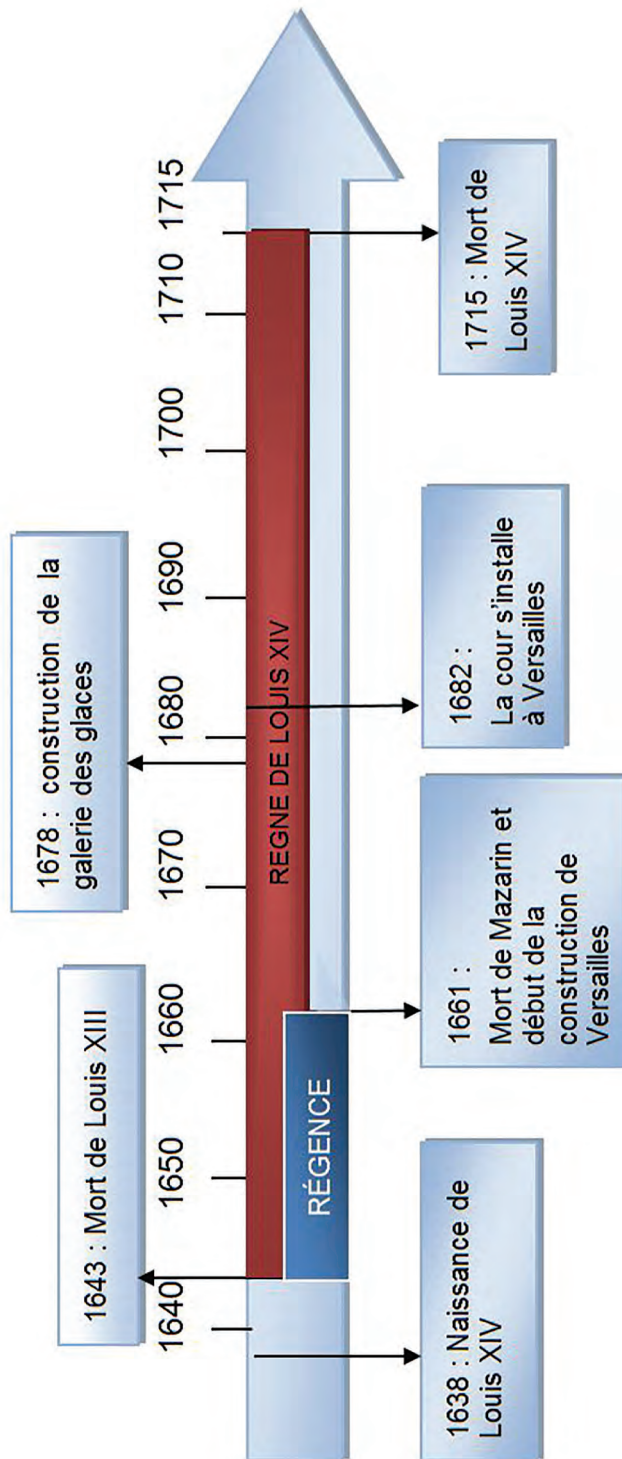 1643 : Mort de Louis XIII
1678 : construction de la
galerie des glaces
1640
1650
1660
1670
1680
1690
1700
1710
1715
REGNE DE LOUIS XIV
RÉGENCE
1638 : Naissance de
Louis XIV
1661 :
Mort de Mazarin et
début de la
construction de
Versailles
1682 :
La cour s'installe
à Versailles
1715 : Mort de
Louis XIV